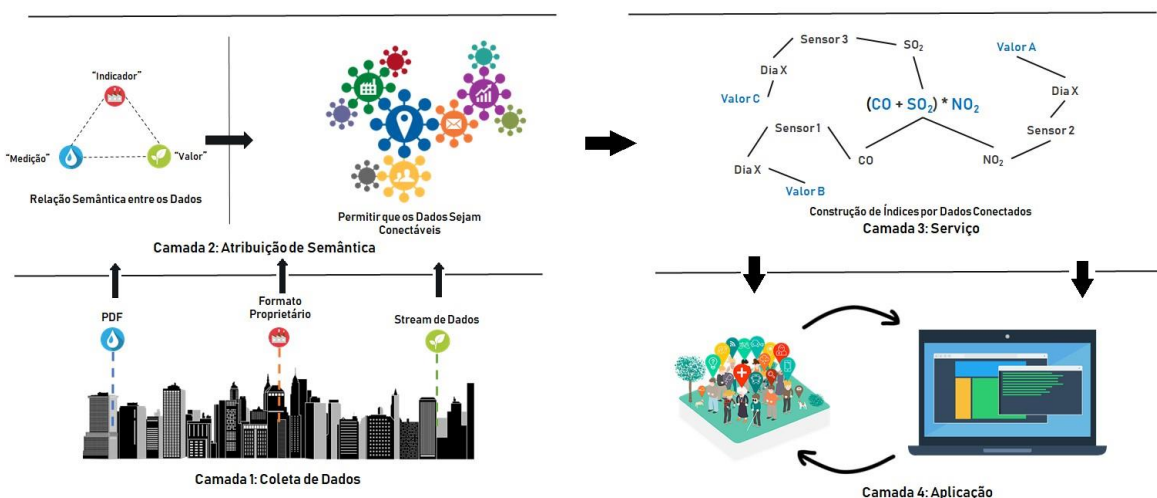 "Indicador"
"Medição"
"Valor"
Relação Semântica entre os Dados
Permitir que os Dados Sejam
Conectáveis
Camada 2: Atribuição de Semântica
Sensor 3
SO₂
Valor A
Dia X
Dia X
Valor C
(CO + SO₂) * NO₂
Sensor 1
Sensor 2
CO
NO₂
Dia X
Valor B
Construção de Índices por Dados Conectados
Camada 3: Serviço
PDF
Formato
Proprietário
Stream de Dados
Camada 1: Coleta de Dados
Camada 4: Aplicação